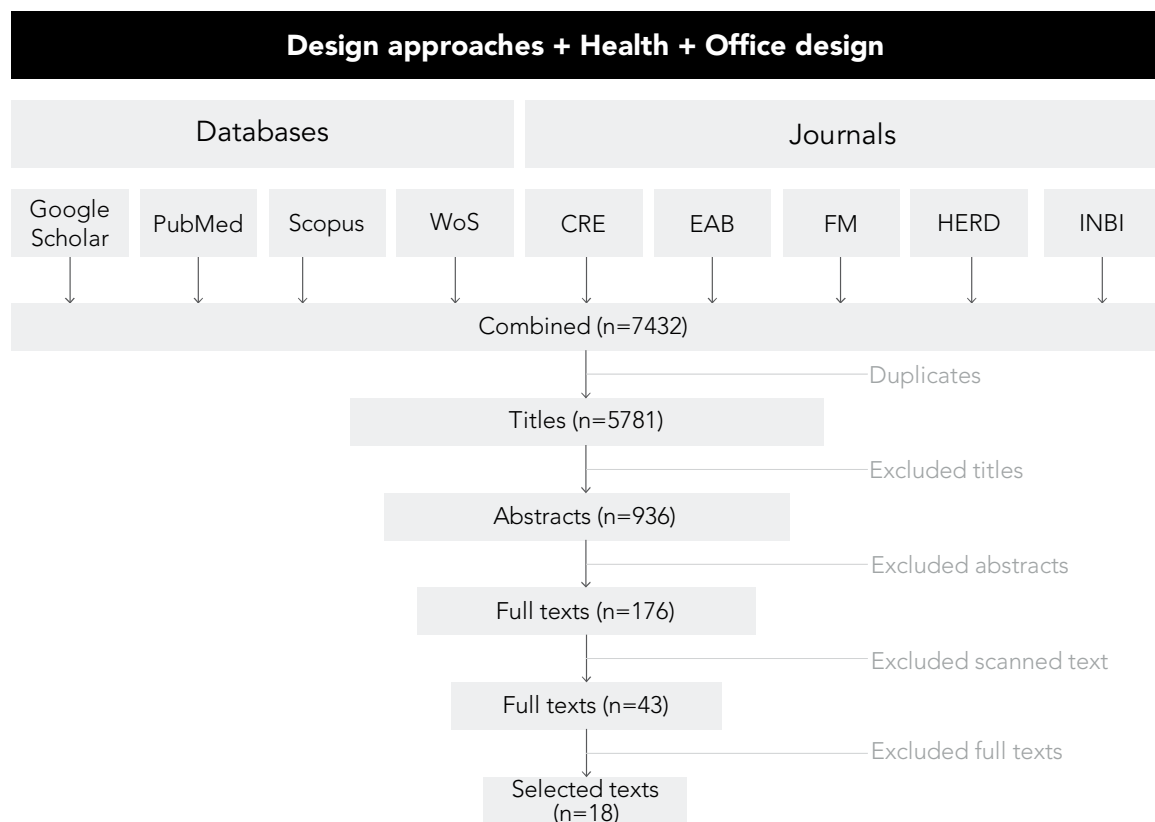 Design approaches + Health + Office design
Databases
Journals
Google
Scholar
PubMed
Scopus
WoS
CRE
EAB
FM
HERD
INBI
Combined (n=7432)
Duplicates
Titles (n=5781)
Excluded titles
Abstracts (n=936)
Excluded abstracts
Full texts (n=176)
Excluded scanned text
Full texts (n=43)
Excluded full texts
Selected texts
(n=18)